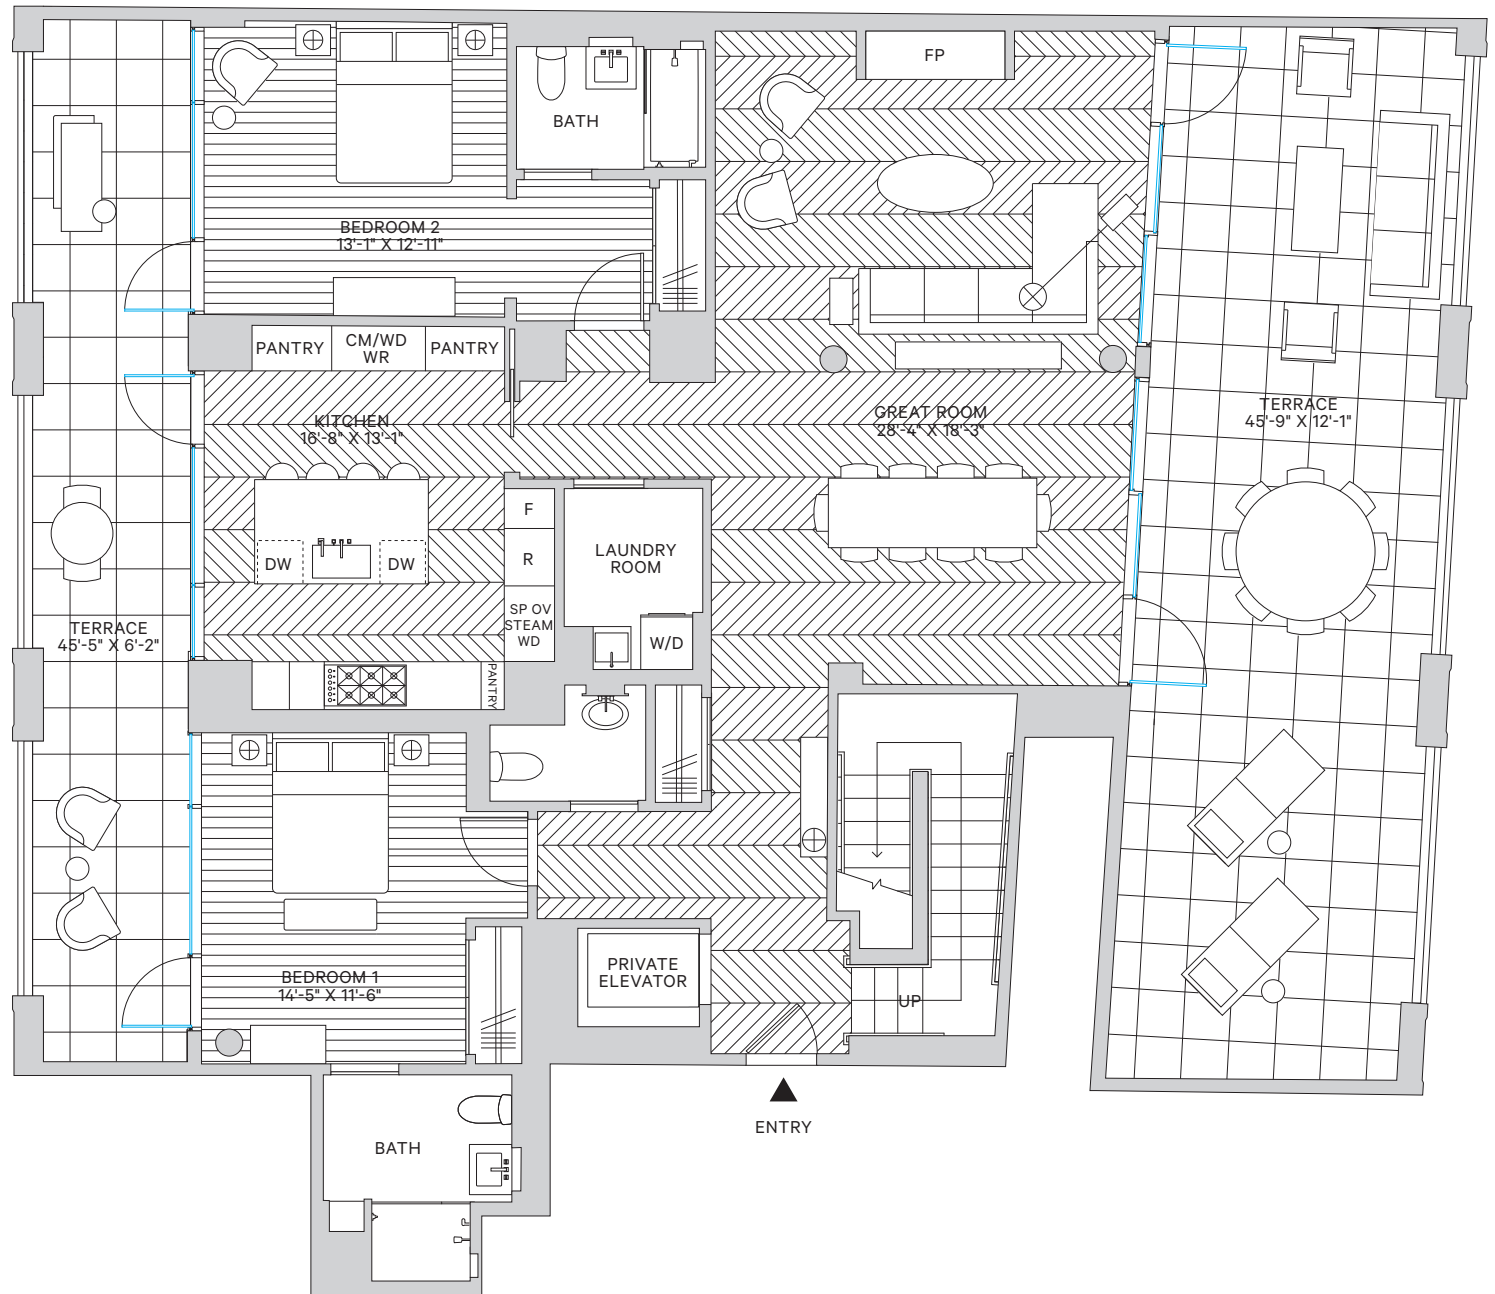 FP
BATH
BEDROOM 2
13'-1" X 12'-11"
PANTRY
CM/WD
WR
PANTRY
KITCHEN
16'-8" X 13'-1"
GREAT ROOM
28'-4" X 18'-3"
TERRACE
45'-9" X 12'-1"
F
R
DW
DW
LAUNDRY
ROOM
SP OV
STEAM
WD
W/D
TERRACE
45'-5" X 6'-2"
PANTRY
BEDROOM 1
14'-5" X 11'-6"
PRIVATE
ELEVATOR
UP
ENTRY
BATH